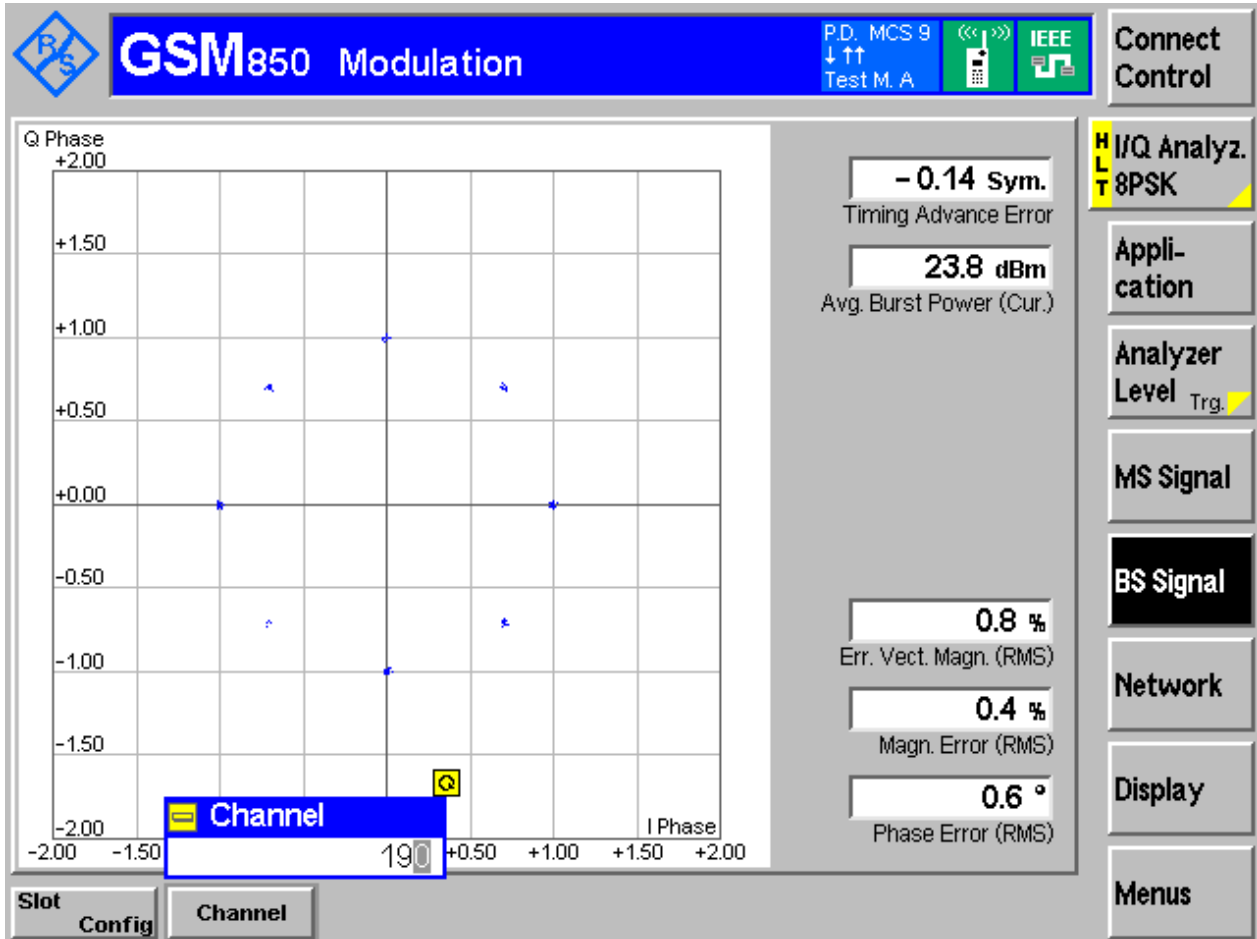 R/S
GSM850 Modulation
P.D. MCS 9
↓ ↑↑
Test M. A
IEEE
Connect
Control
Q Phase
+2.00
+1.50
+1.00
+0.50
+0.00
-0.50
-1.00
-1.50
-2.00
-2.00 -1.50 +0.50 +1.00 +1.50 +2.00
I Phase
Q
Channel
190
- 0.14 Sym.
Timing Advance Error
23.8 dBm
Avg. Burst Power (Cur.)
0.8 %
Err. Vect. Magn. (RMS)
0.4 %
Magn. Error (RMS)
0.6 °
Phase Error (RMS)
HLT
I/Q Analyz.
8PSK
Appli-
cation
Analyzer
Level Trg.
MS Signal
BS Signal
Network
Display
Menus
Slot
Config
Channel